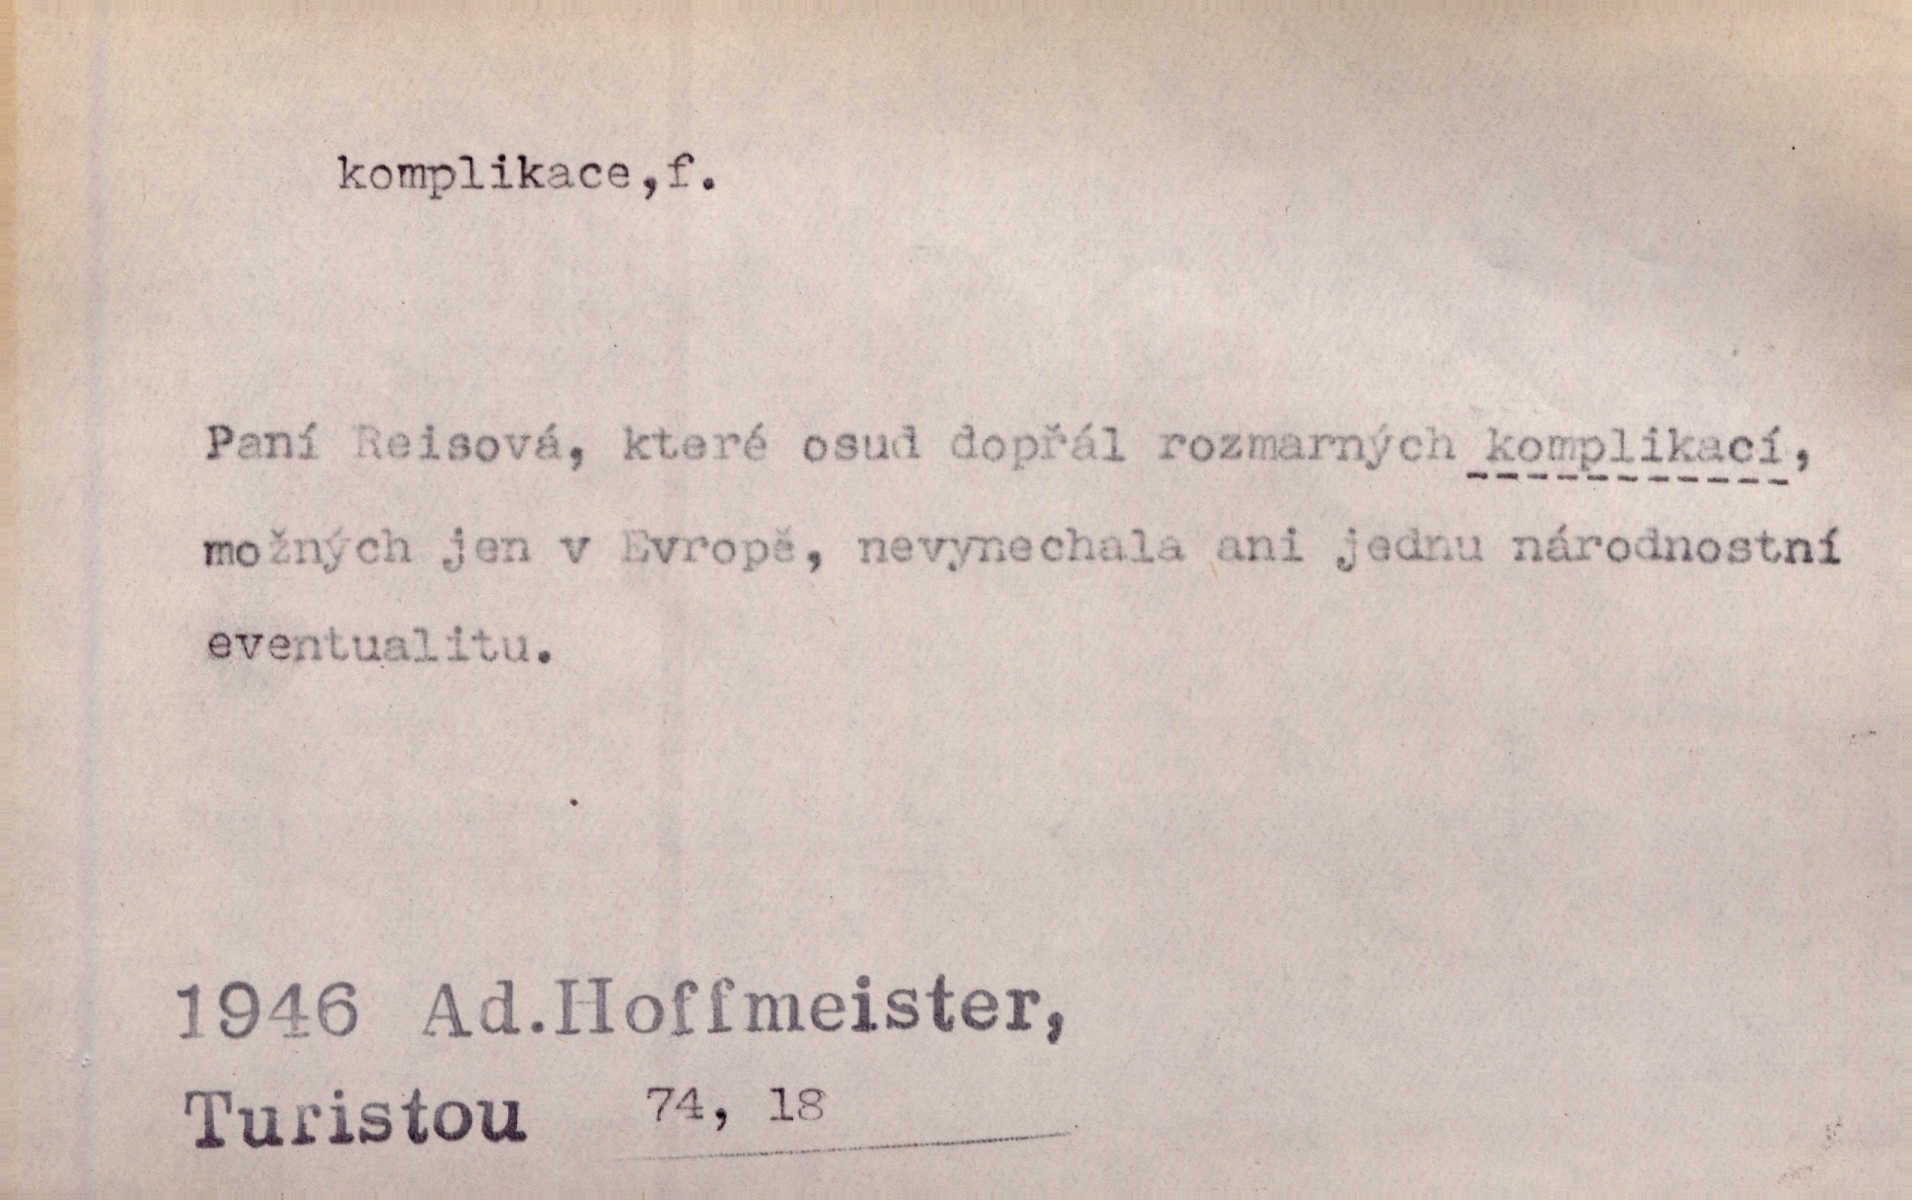 komplikace,f.
Paní Reisová, které osud dopřál rozmarných komplikací,
možných jen v Evropě, nevynechala ani jednu národnostní
eventualitu.
1946 Ad.Hoffmeister,
Turistou 74, 18